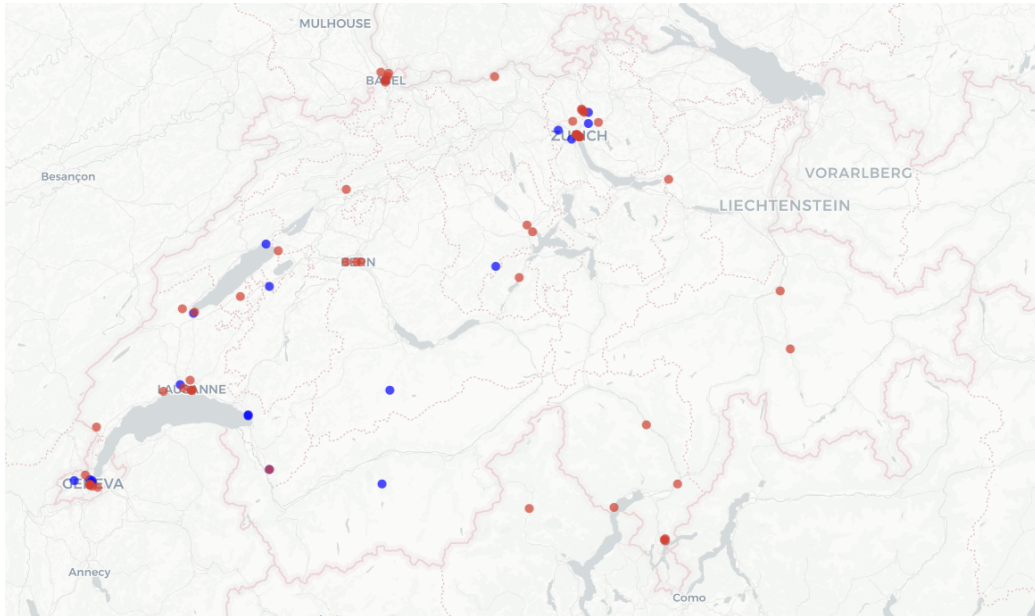 MULHOUSE
BASEL
ZURICH
Besançon
VORARLBERG
LIECHTENSTEIN
BERN
LAUSANNE
GENEVA
Annecy
Como